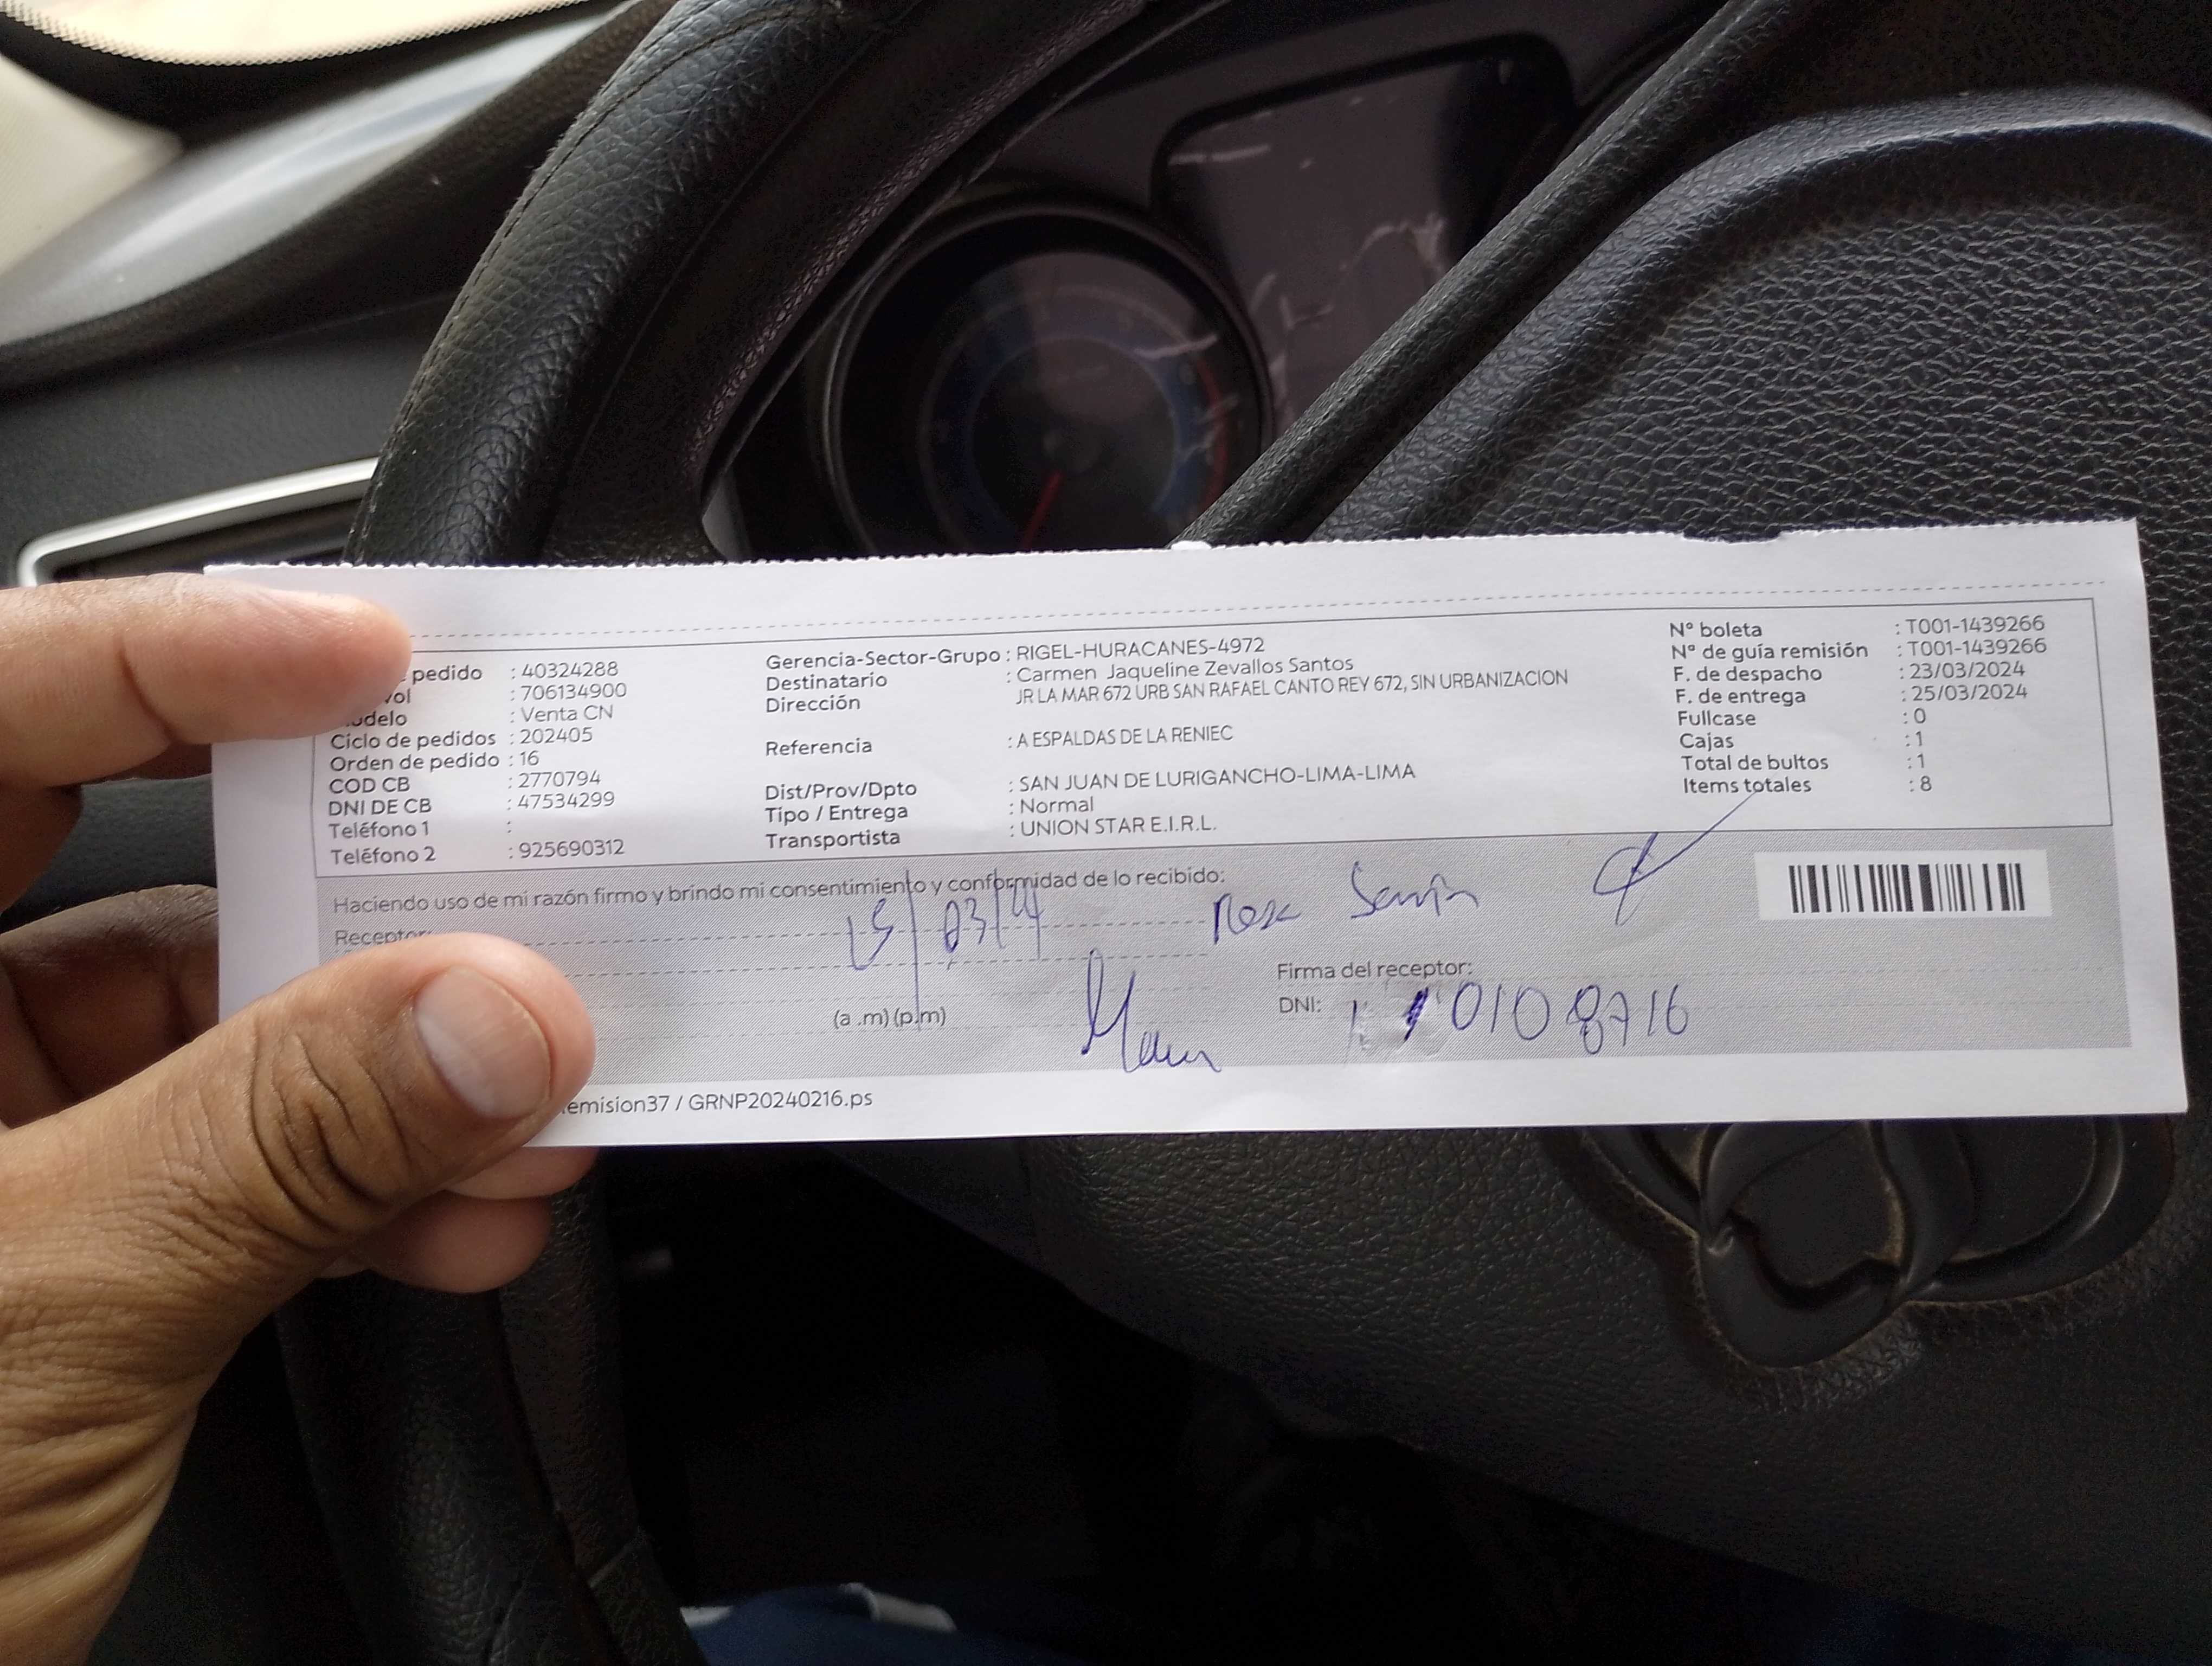 pedido : 40324288
vol : 706134900
Modelo : Venta CN
Ciclo de pedidos : 202405
Orden de pedido : 16
COD CB : 2770794
DNI DE CB : 47534299
Teléfono 1 :
Teléfono 2 : 925690312
Gerencia-Sector-Grupo : RIGEL-HURACANES-4972
Destinatario : Carmen Jaqueline Zevallos Santos
Dirección JR LA MAR 672 URB SAN RAFAEL CANTO REY 672, SIN URBANIZACION
Referencia : A ESPALDAS DE LA RENIEC
Dist/Prov/Dpto : SAN JUAN DE LURIGANCHO-LIMA-LIMA
Tipo / Entrega : Normal
Transportista : UNION STAR E.I.R.L.
Nº boleta : T001-1439266
Nº de guía remisión : T001-1439266
F. de despacho : 23/03/2024
F. de entrega : 25/03/2024
Fullcase : 0
Cajas : 1
Total de bultos : 1
Items totales : 8
Haciendo uso de mi razón firmo y brindo mi consentimiento y conformidad de lo recibido:
Receptor:
(a .m) (p.m)
Firma del receptor:
DNI: 0108716
emision37 / GRNP20240216.ps